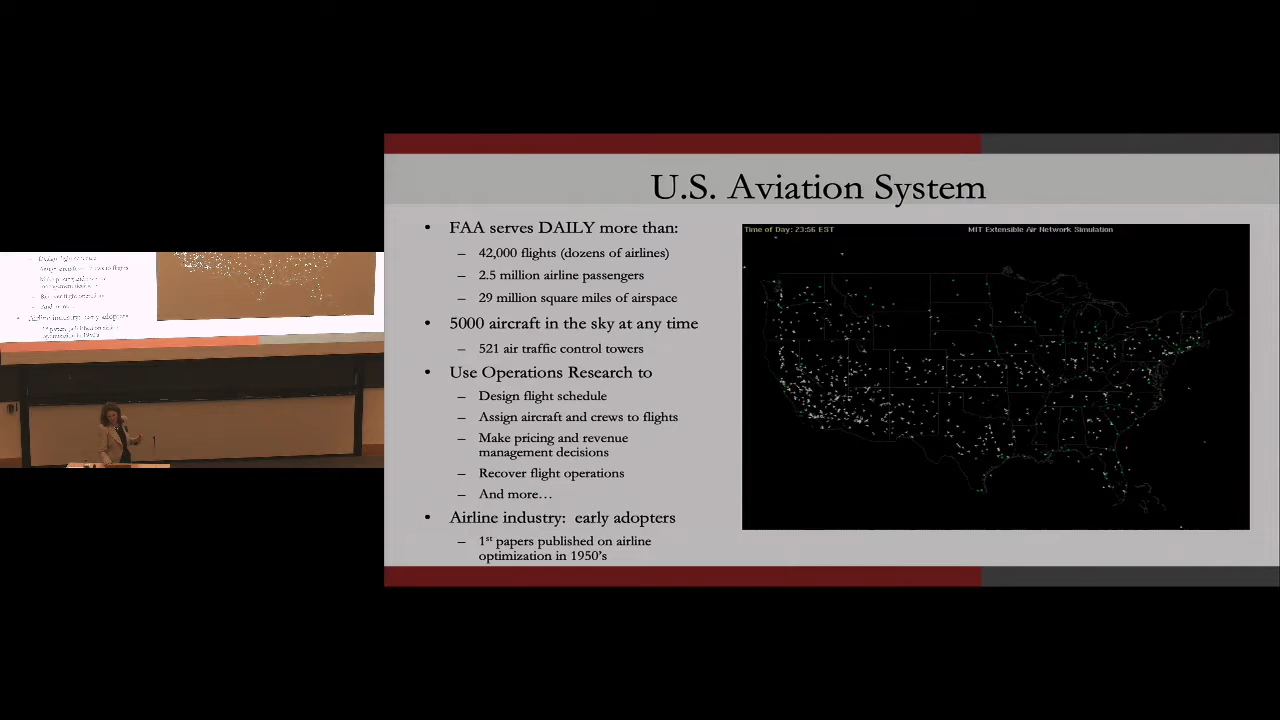 U.S. Aviation System
• FAA serves DAILY more than:
– 42,000 flights (dozens of airlines)
– 2.5 million airline passengers
– 29 million square miles of airspace
• 5000 aircraft in the sky at any time
– 521 air traffic control towers
• Use Operations Research to
– Design flight schedule
– Assign aircraft and crews to flights
– Make pricing and revenue
management decisions
– Recover flight operations
– And more…
• Airline industry: early adopters
– 1st papers published on airline
optimization in 1950’s
Time of Day: 23:56 EST
MIT Extensible Air Network Simulation